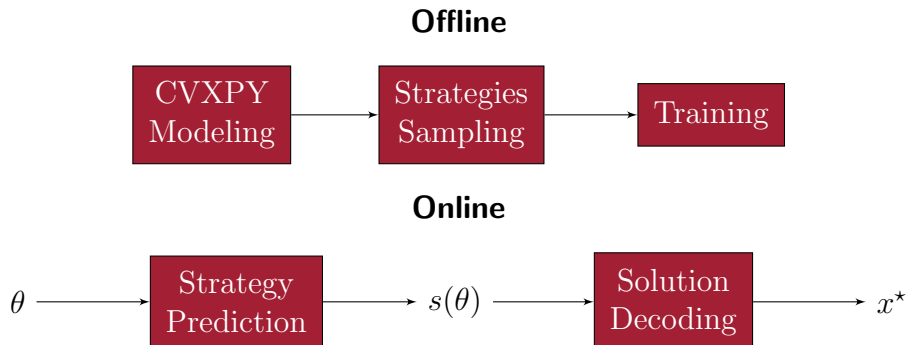 Offline
CVXPY
Modeling
Strategies
Sampling
Training
Online
θ
Strategy
Prediction
s(θ)
Solution
Decoding
x⋆